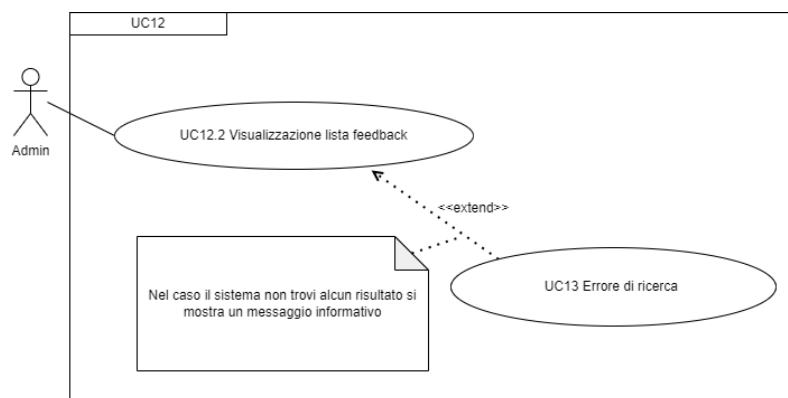 UC12
Admin
UC12.2 Visualizzazione lista feedback
<<extend>>
Nel caso il sistema non trovi alcun risultato si
mostra un messaggio informativo
UC13 Errore di ricerca